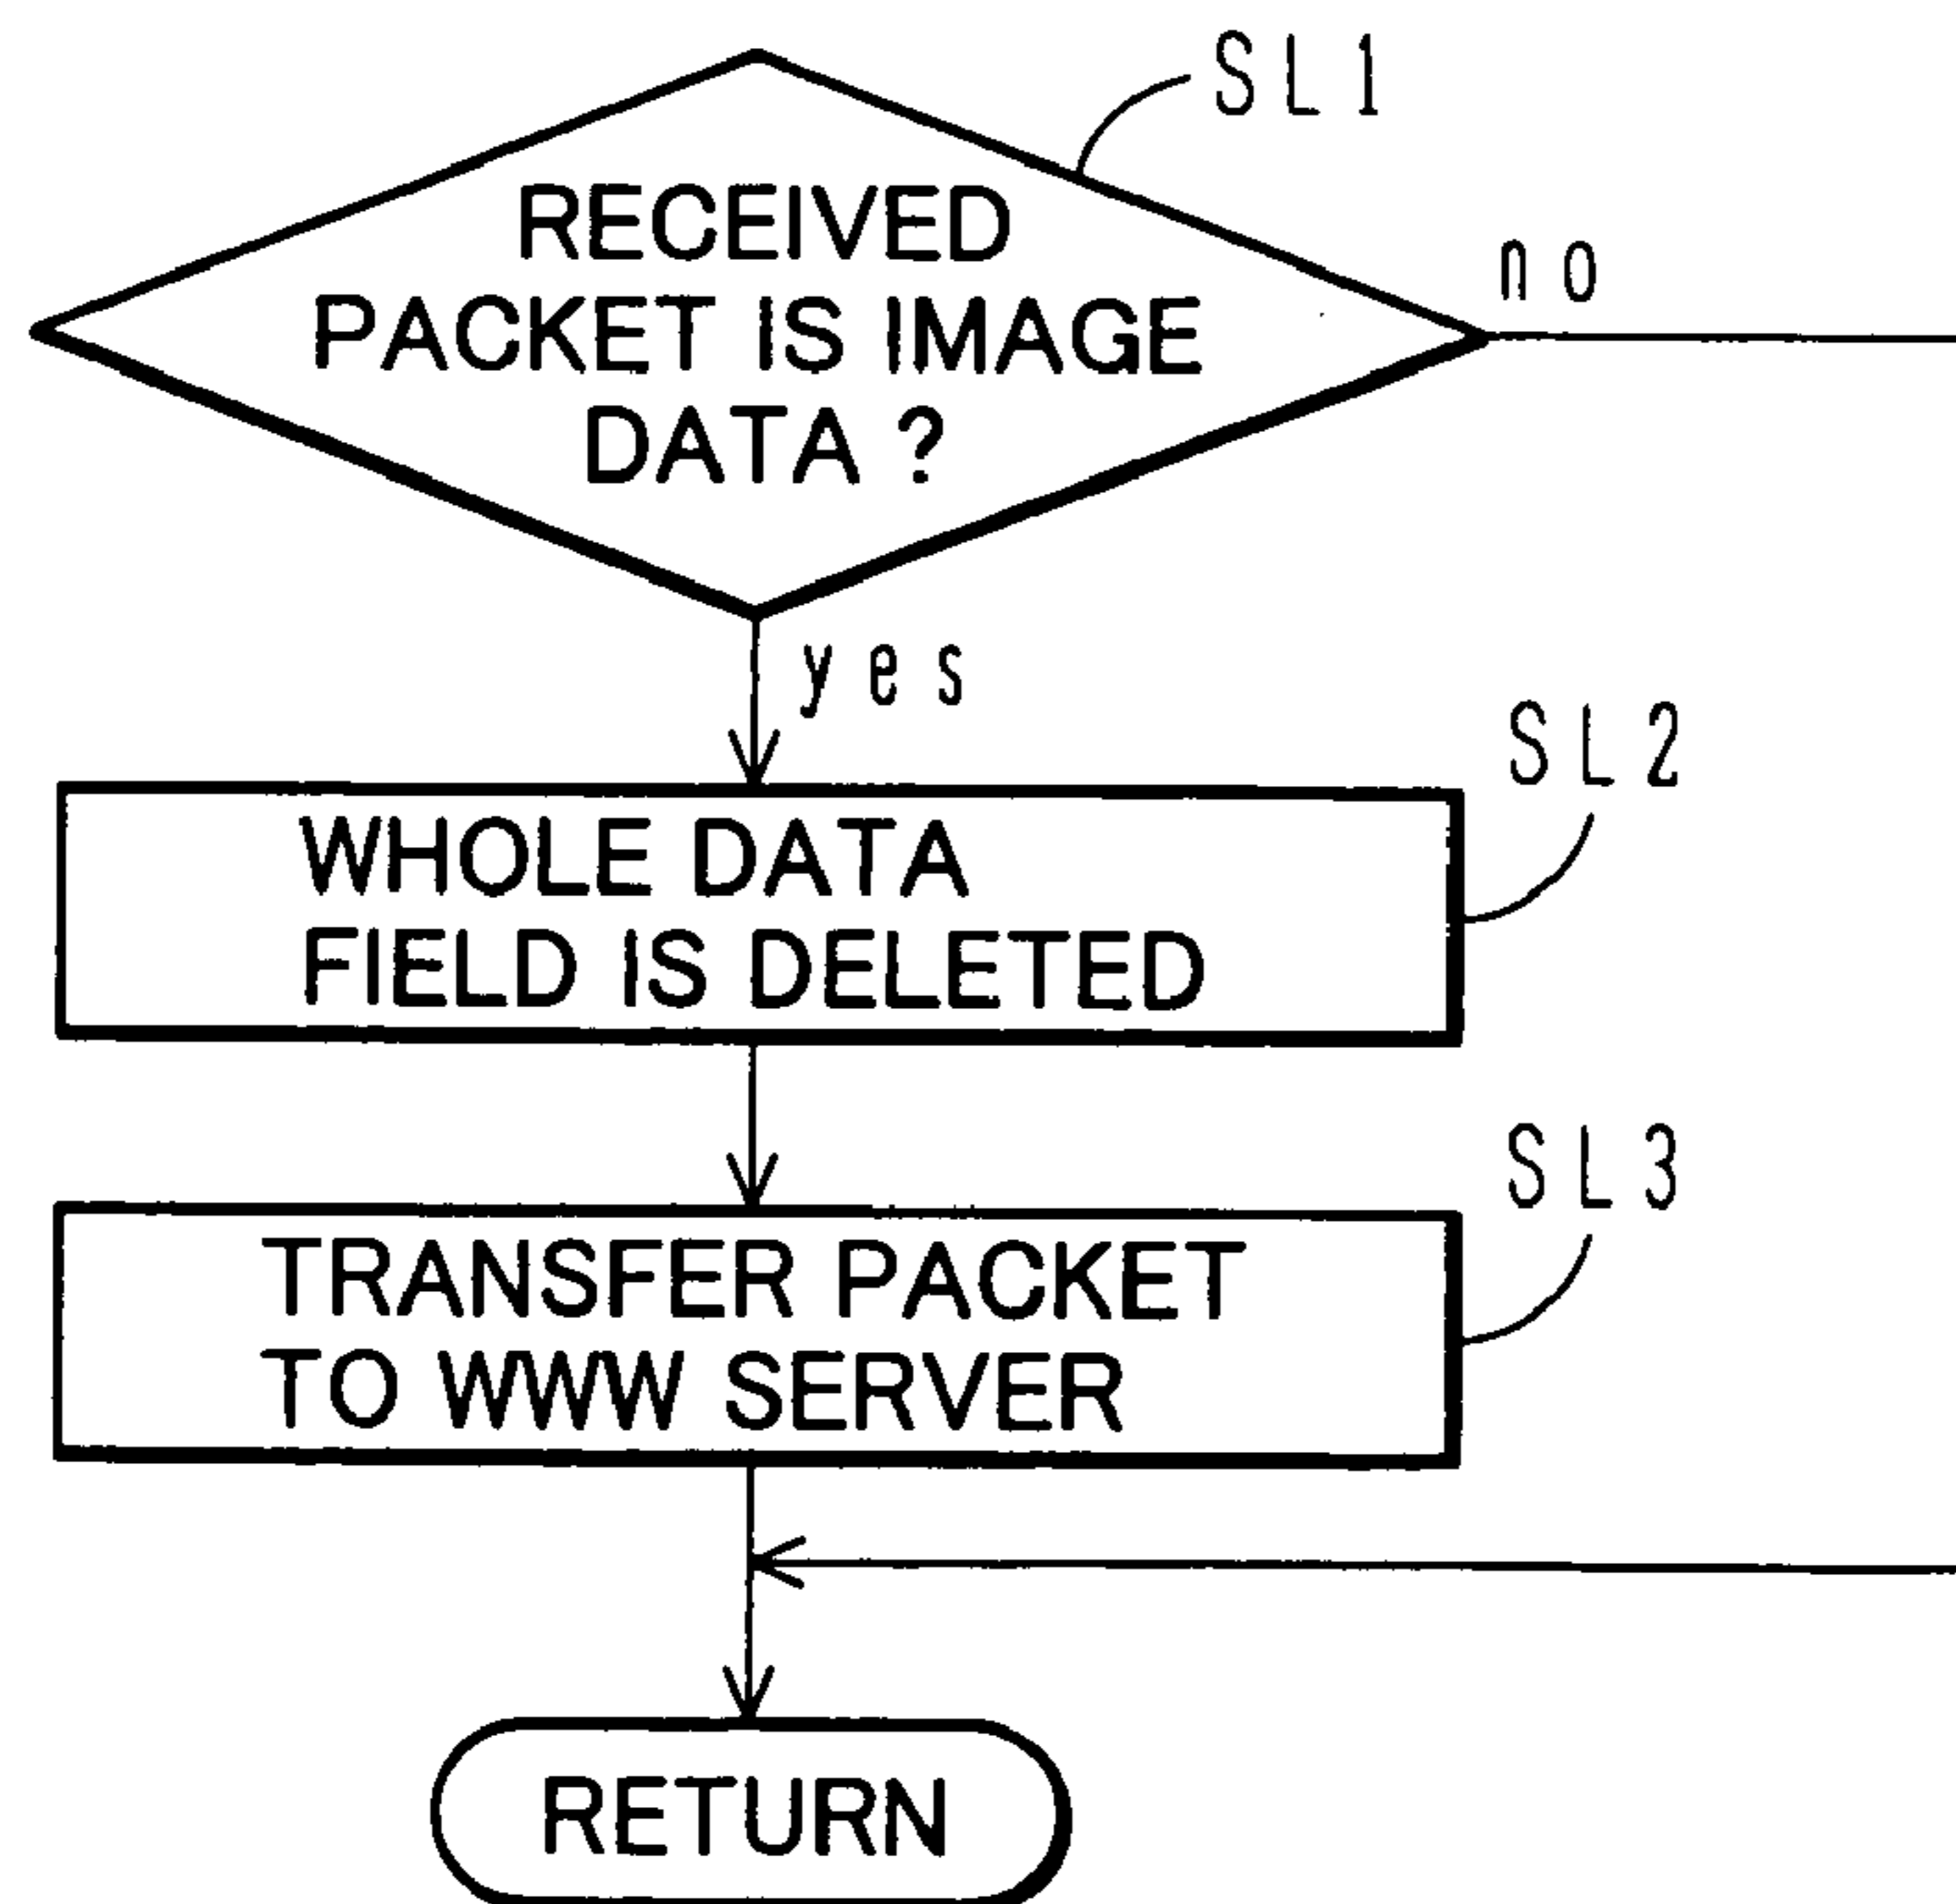 SL1
RECEIVED
PACKET IS IMAGE
DATA ?
no
yes
SL2
WHOLE DATA
FIELD IS DELETED
SL3
TRANSFER PACKET
TO WWW SERVER
RETURN